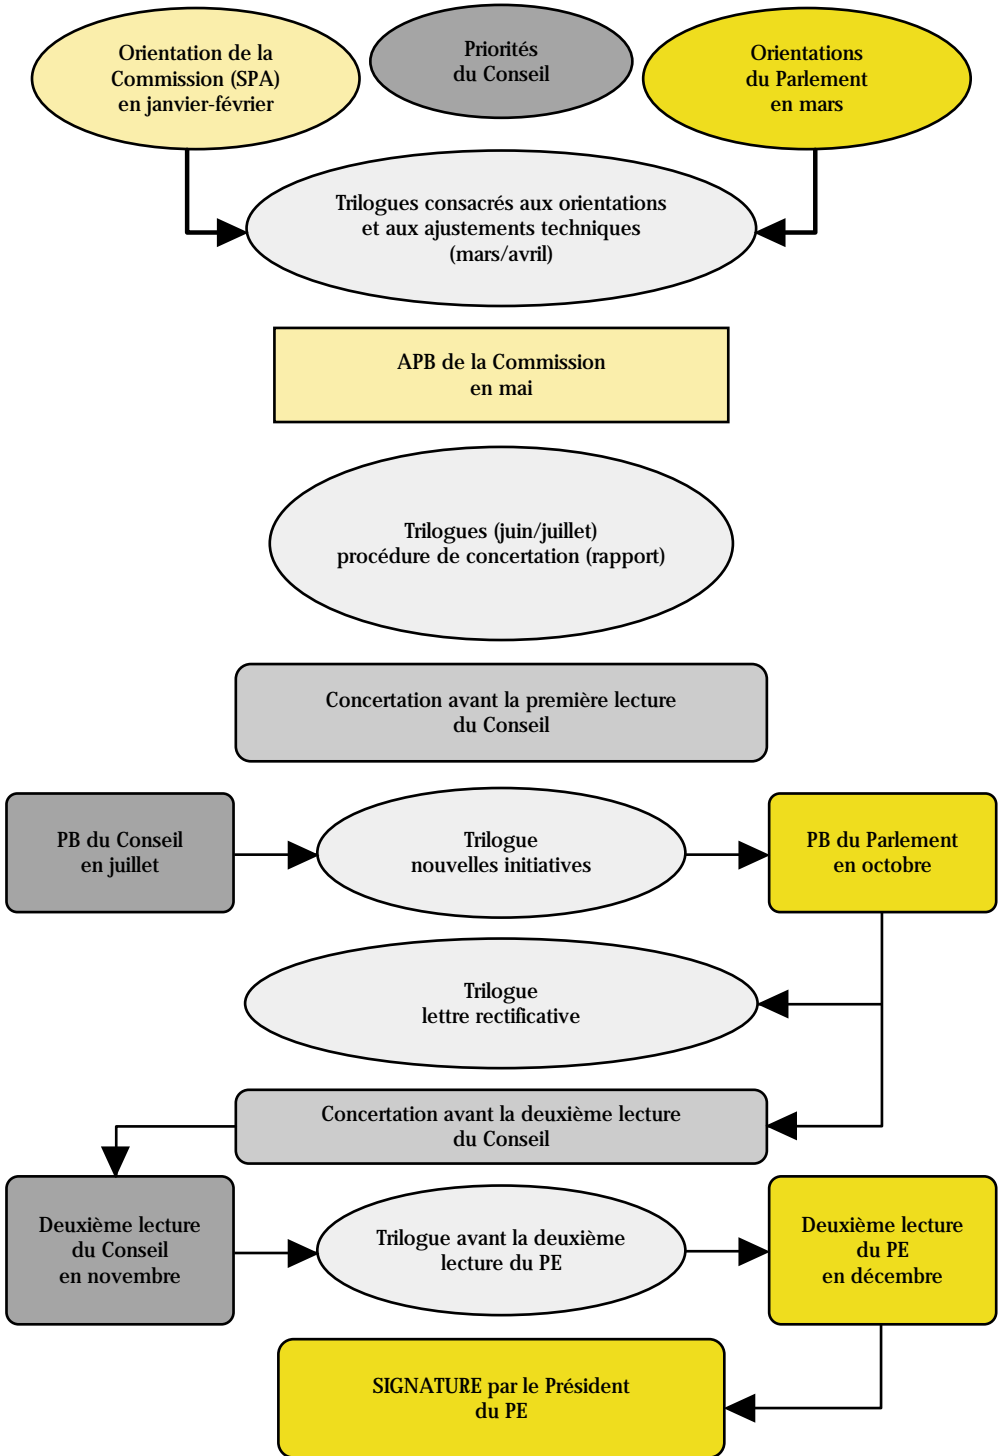 Orientation de la
Commission (SPA)
en janvier-février
Priorités
du Conseil
Orientations
du Parlement
en mars
Trilogues consacrés aux orientations
et aux ajustements techniques
(mars/avril)
APB de la Commission
en mai
Trilogues (juin/juillet)
procédure de concertation (rapport)
Concertation avant la première lecture
du Conseil
PB du Conseil
en juillet
Trilogue
nouvelles initiatives
PB du Parlement
en octobre
Trilogue
lettre rectificative
Concertation avant la deuxième lecture
du Conseil
Deuxième lecture
du Conseil
en novembre
Trilogue avant la deuxième
lecture du PE
Deuxième lecture
du PE
en décembre
SIGNATURE par le Président
du PE